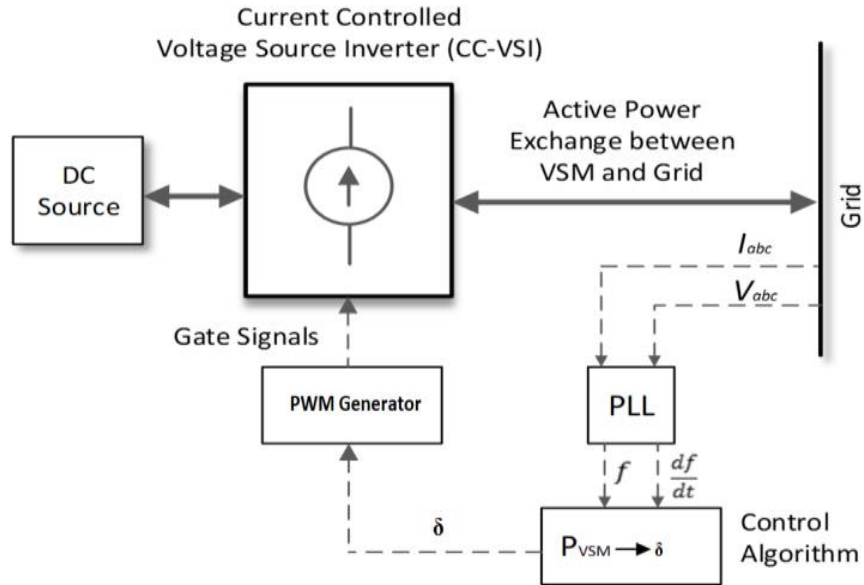 Current Controlled
Voltage Source Inverter (CC-VSI)
DC
Source
Active Power
Exchange between
VSM and Grid
Grid
Iabc
Vabc
Gate Signals
PWM Generator
PLL
f
df
dt
δ
PVSM → δ
Control
Algorithm